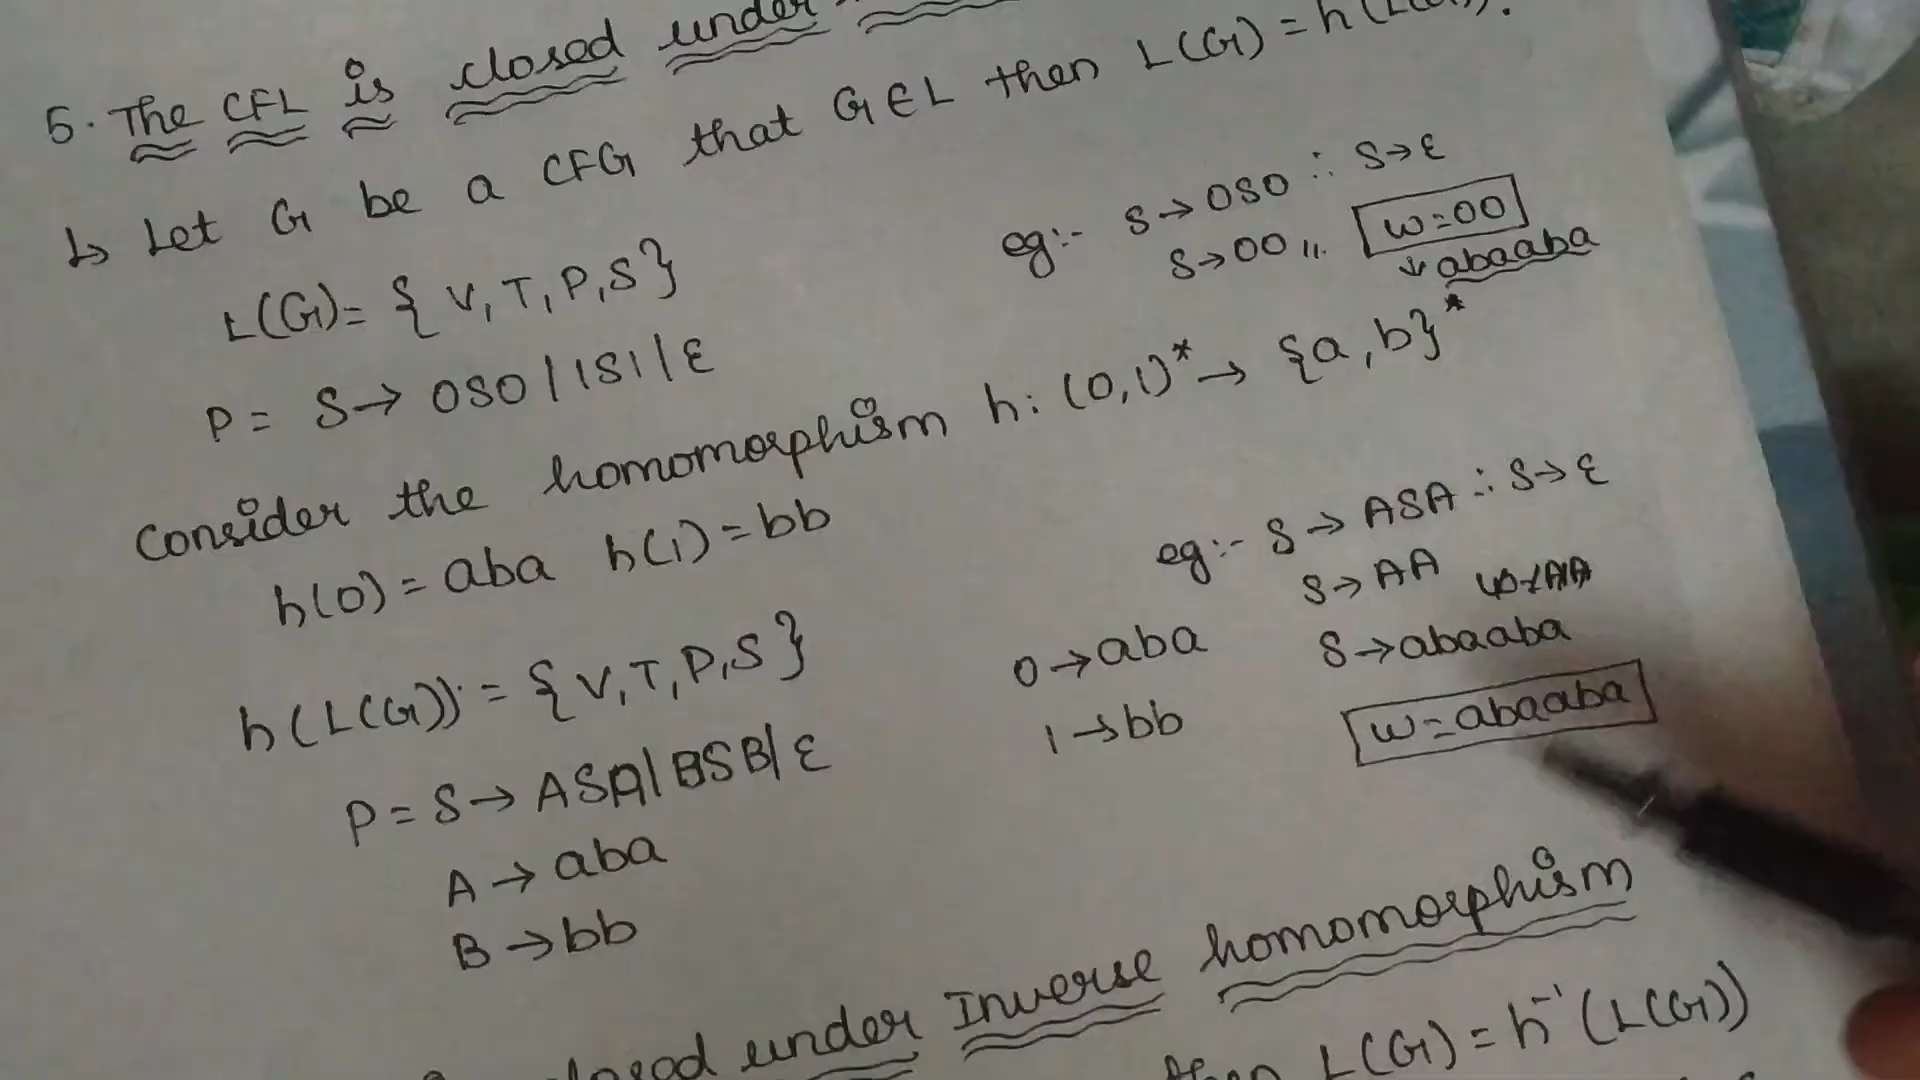 5. The CFL is closed under
↳ Let G be a CFG that G∈L then L(G) = h(L(G)).
L(G) = { V, T, P, S }
P = S → 0S0 | 1S1 | ε
eg:- S → 0S0 ∴ S → ε
S → 00 ,,. w = 00
↓ abaaba
Consider the homomorphism h: (0,1)* → {a,b}*
h(0) = aba h(1) = bb
h(L(G)) = { V, T, P, S }
P = S → ASA | BSB | ε
A → aba
B → bb
0 → aba
1 → bb
eg:- S → ASA ∴ S → ε
S → AA
S → abaaba
w = abaaba
closed under Inverse homomorphism
then L(G) = h⁻¹(L(G))